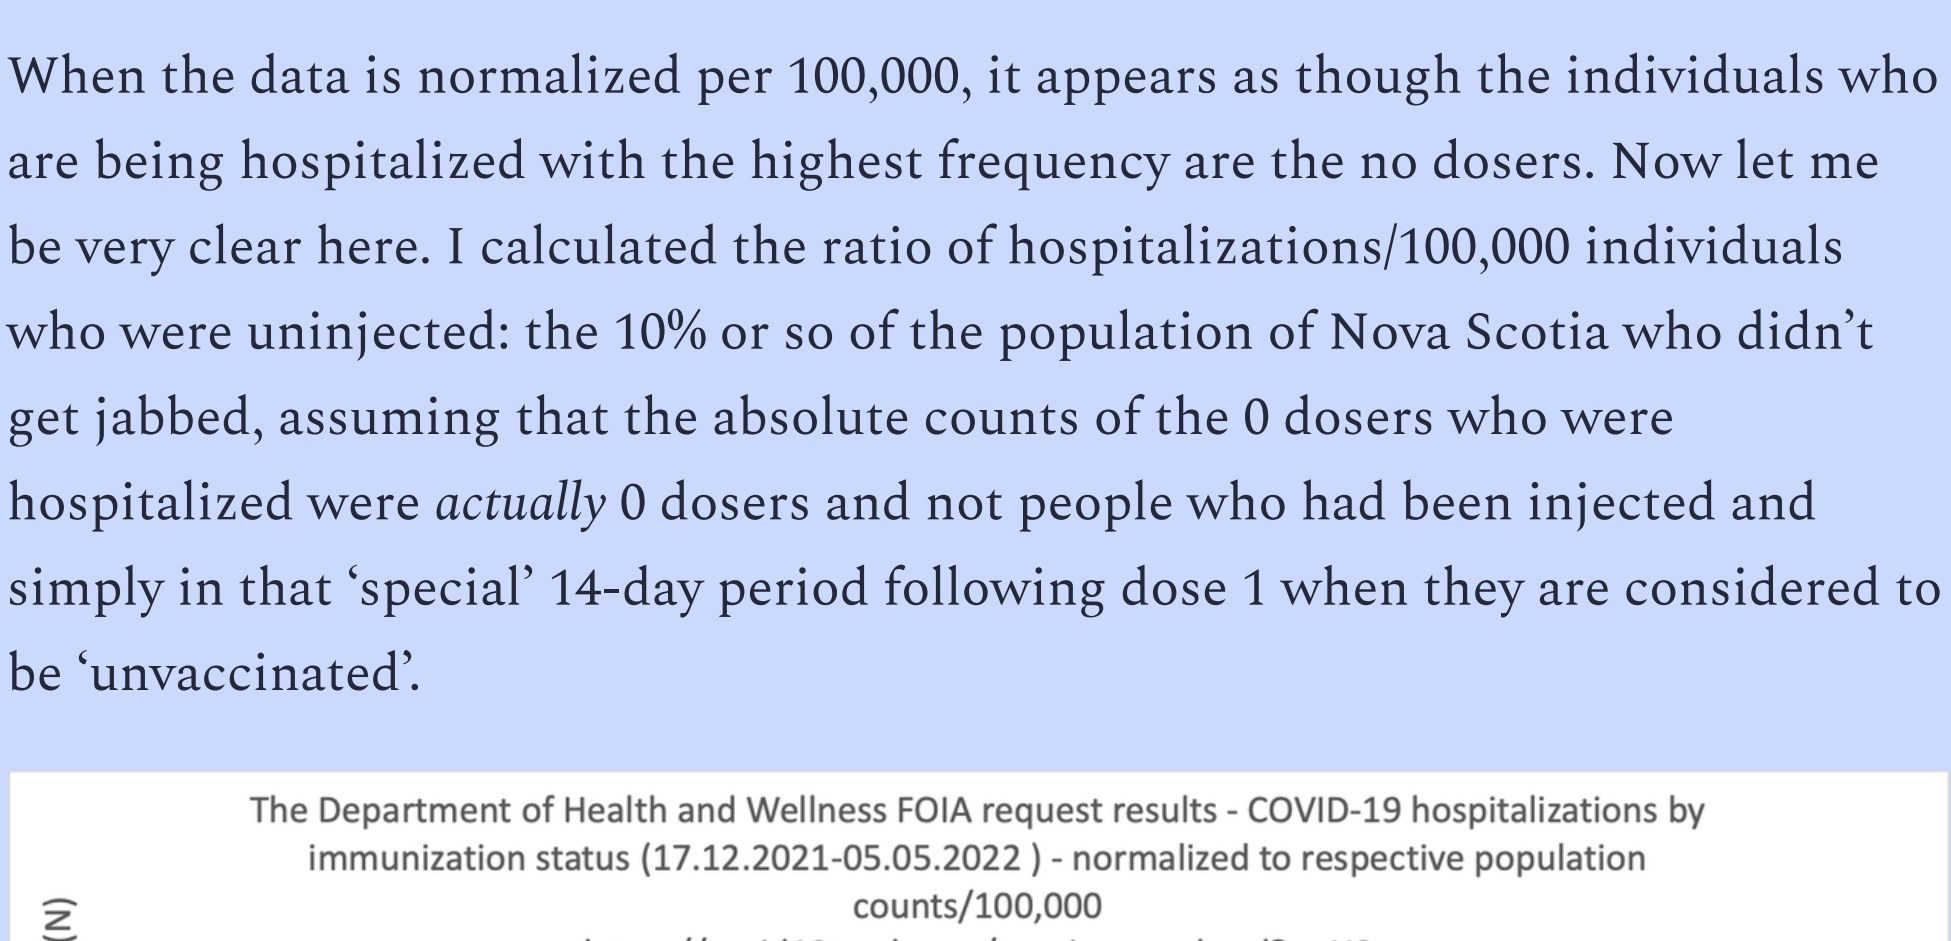 When the data is normalized per 100,000, it appears as though the individuals who
are being hospitalized with the highest frequency are the no dosers. Now let me
be very clear here. I calculated the ratio of hospitalizations/100,000 individuals
who were uninjected: the 10% or so of the population of Nova Scotia who didn’t
get jabbed, assuming that the absolute counts of the 0 dosers who were
hospitalized were actually 0 dosers and not people who had been injected and
simply in that ‘special’ 14-day period following dose 1 when they are considered to
be ‘unvaccinated’.
The Department of Health and Wellness FOIA request results - COVID-19 hospitalizations by
immunization status (17.12.2021-05.05.2022 ) - normalized to respective population
counts/100,000
(N)